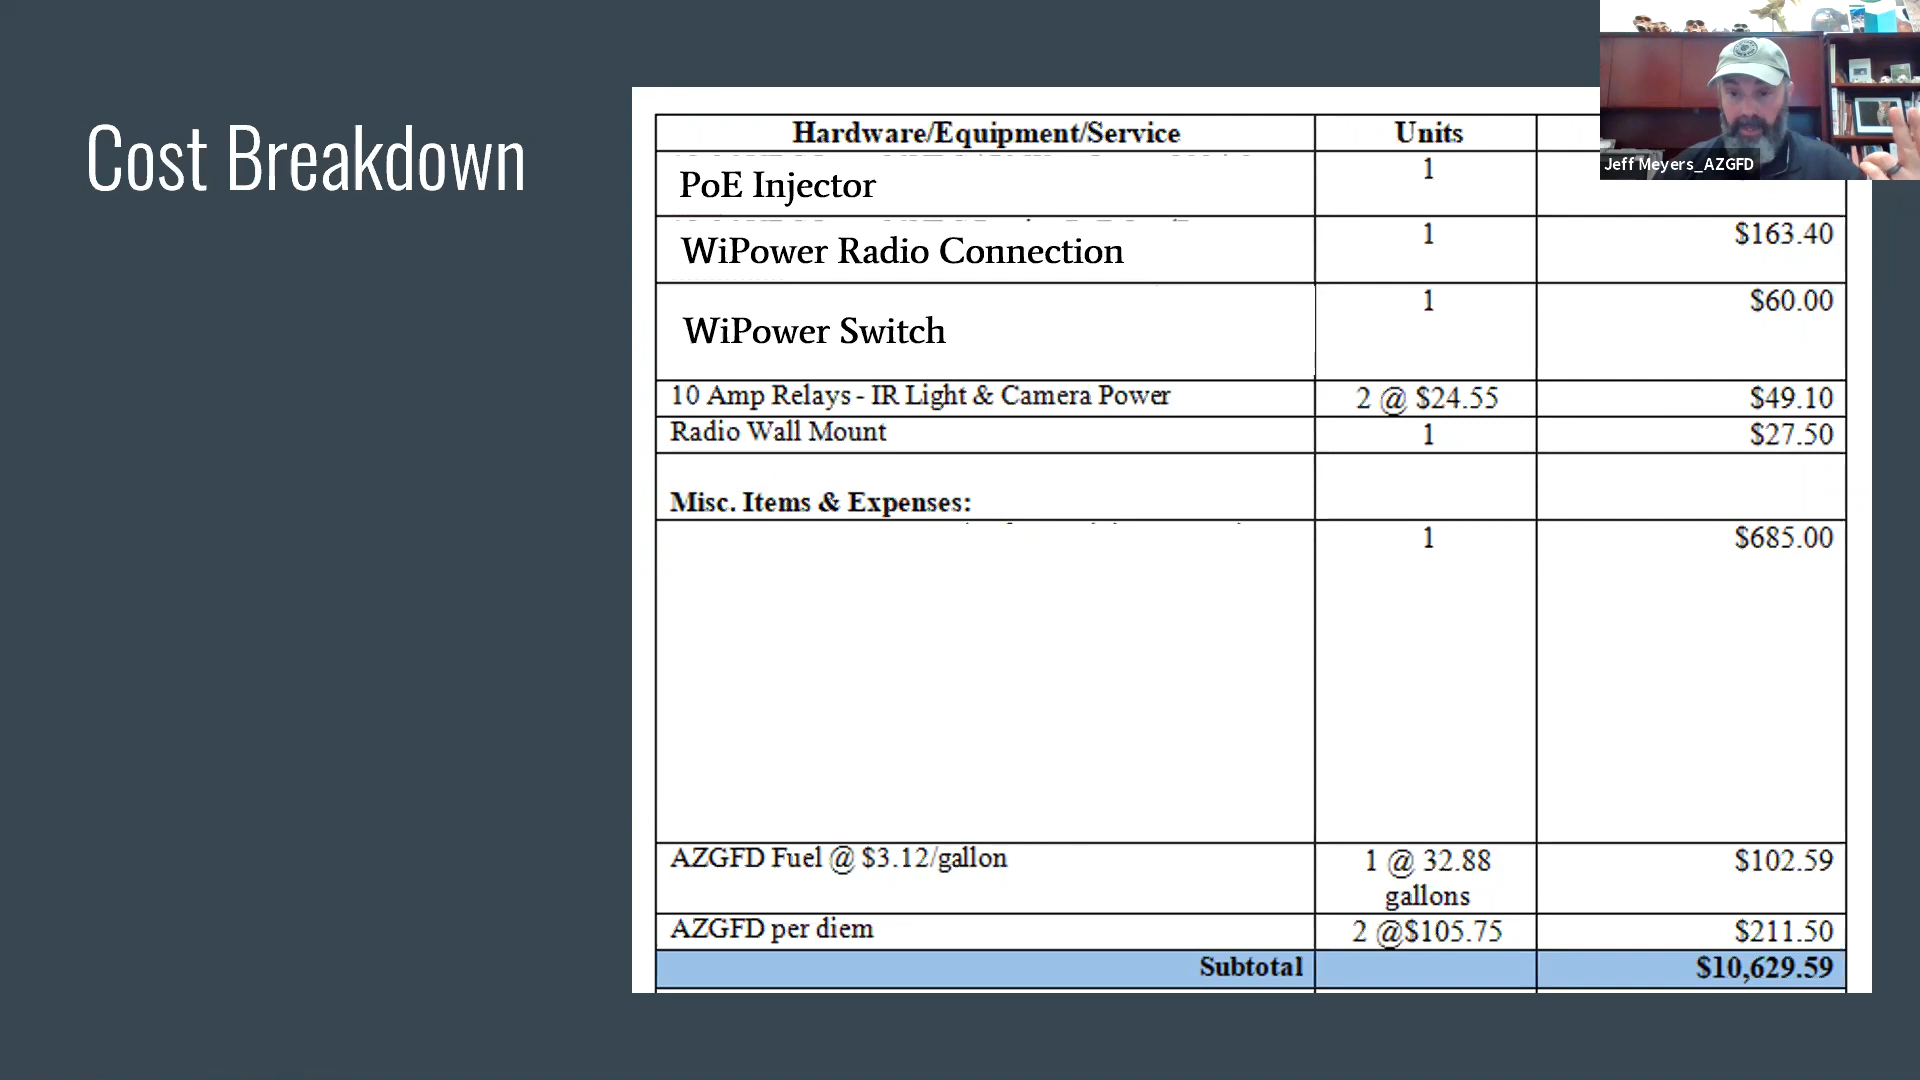 Cost Breakdown
Hardware/Equipment/Service Units
PoE Injector 1
WiPower Radio Connection 1 $163.40
WiPower Switch 1 $60.00
10 Amp Relays - IR Light & Camera Power 2 @ $24.55 $49.10
Radio Wall Mount 1 $27.50
Misc. Items & Expenses:
1 $685.00
AZGFD Fuel @ $3.12/gallon 1 @ 32.88 gallons $102.59
AZGFD per diem 2 @$105.75 $211.50
Subtotal $10,629.59
Jeff Meyers_AZGFD